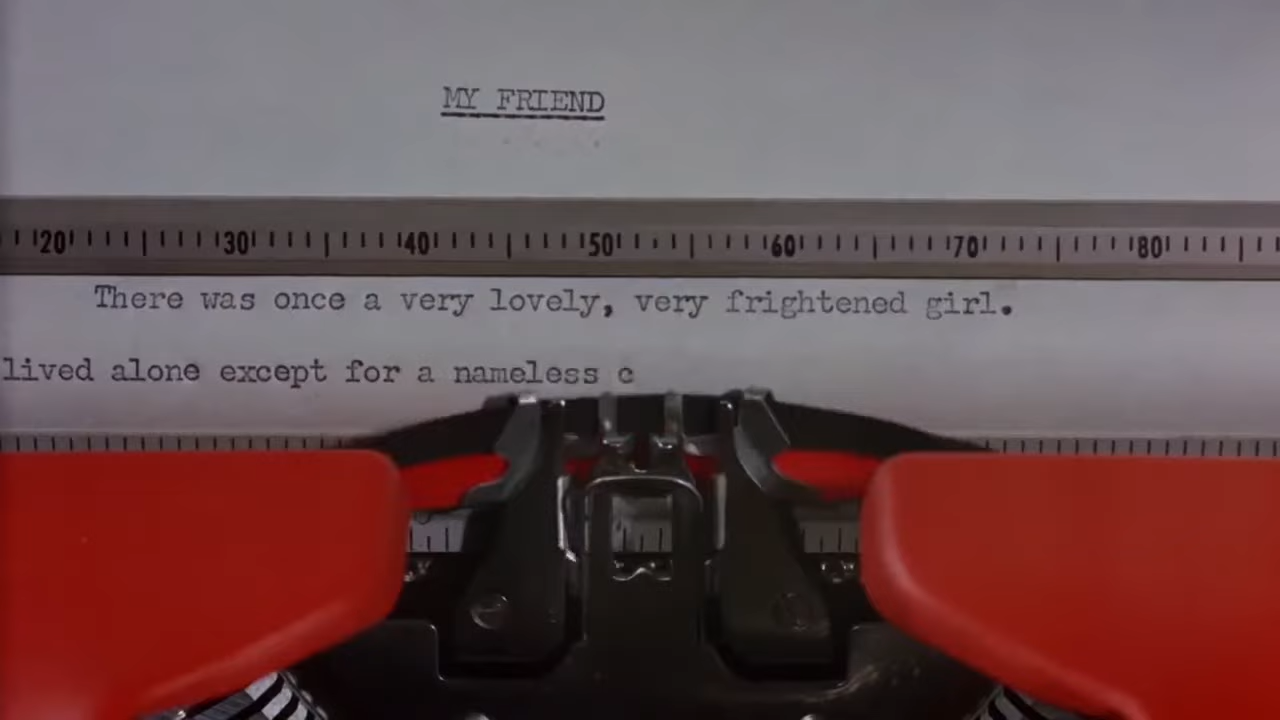 MY FRIEND
20 30 40 50 60 70 80
There was once a very lovely, very frightened girl.
lived alone except for a nameless c